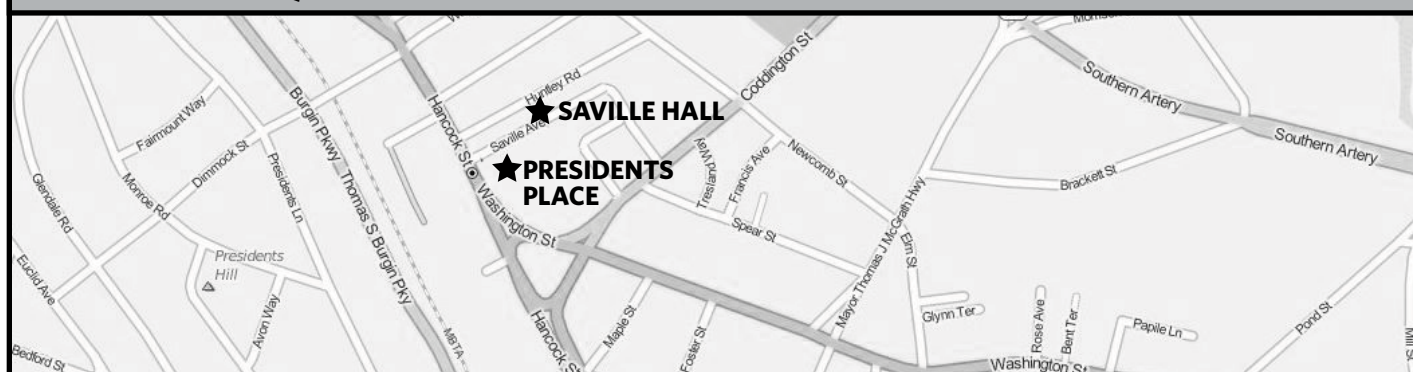 Coddington St
Huntley Rd
Southern Artery
Fairmount Way
Burgin Pkwy
Hancock St
SAVILLE HALL
Saville Ave
Southern Artery
Dimmock St
Presidents Ln
PRESIDENTS
PLACE
Tresland Way
Francis Ave
Newcomb St
Brackett St
Glendale Rd
Monroe Rd
Thomas S Burgin Pky
Washington St
Spear St
Mayor Thomas J McGrath Hwy
Elm St
Presidents
Hill
Euclid Ave
Avon Way
MBTA
Hancock St
Maple St
Foster St
Glynn Ter
Rose Ave
Bent Ter
Papile Ln
Pond St
Mill St
Bedford St
Washington St